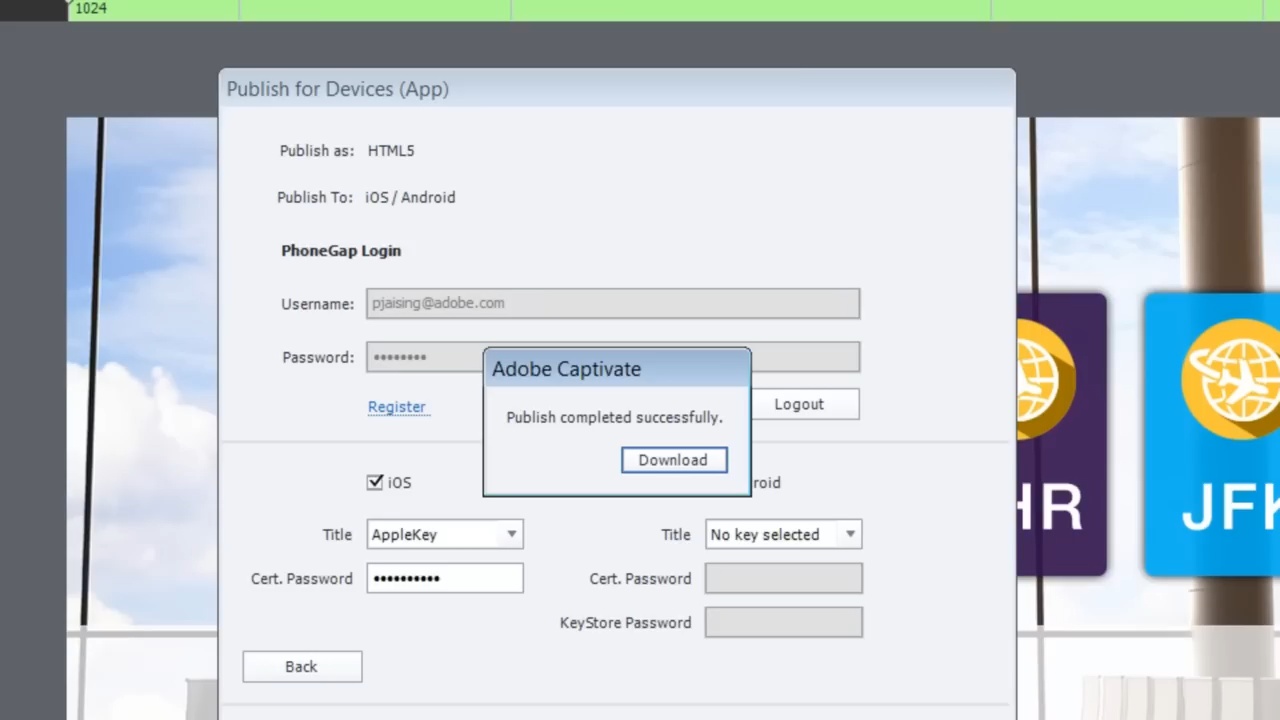 1024
Publish for Devices (App)
Publish as: HTML5
Publish To: iOS / Android
PhoneGap Login
Username: pjaising@adobe.com
Password: ••••••••
Adobe Captivate
Publish completed successfully.
Download
Register
Logout
iOS
roid
Title AppleKey
Title No key selected
Cert. Password ••••••••••
Cert. Password
KeyStore Password
Back
HR
JFK